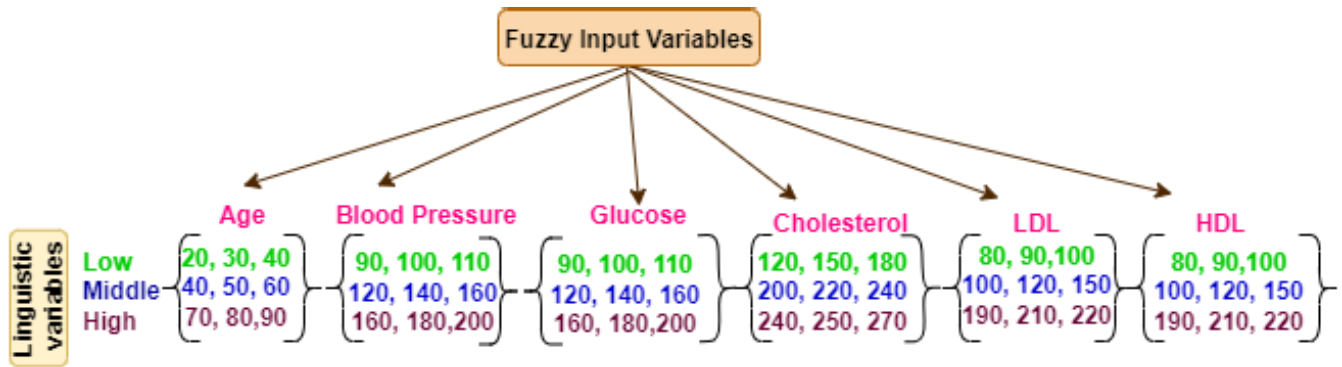 Fuzzy Input Variables
Age
Blood Pressure
Glucose
Cholesterol
LDL
HDL
Linguistic
variables
Low 20, 30, 40 90, 100, 110 90, 100, 110 120, 150, 180 80, 90,100 80, 90,100
Middle 40, 50, 60 120, 140, 160 120, 140, 160 200, 220, 240 100, 120, 150 100, 120, 150
High 70, 80,90 160, 180,200 160, 180,200 240, 250, 270 190, 210, 220 190, 210, 220